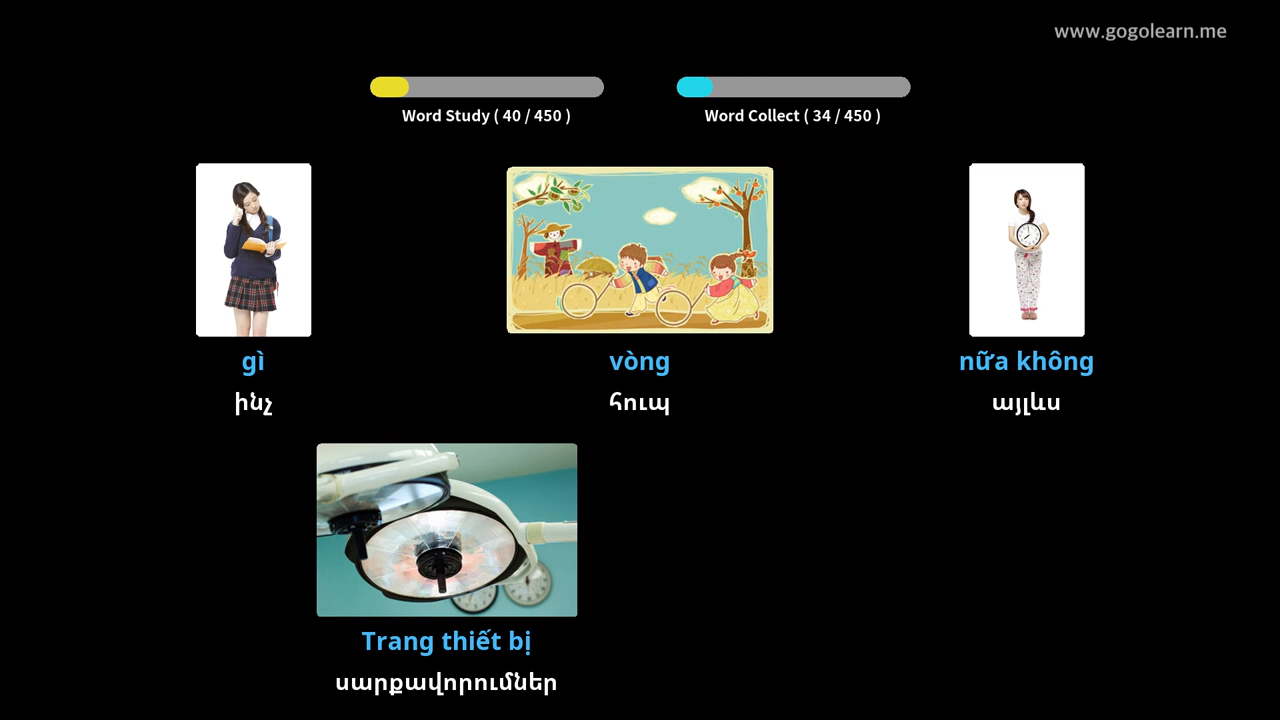 www.gogolearn.me
Word Study ( 40 / 450 )
Word Collect ( 34 / 450 )
gì
ինչ
vòng
հուպ
nữa không
այլևս
Trang thiết bị
սարքավորումներ